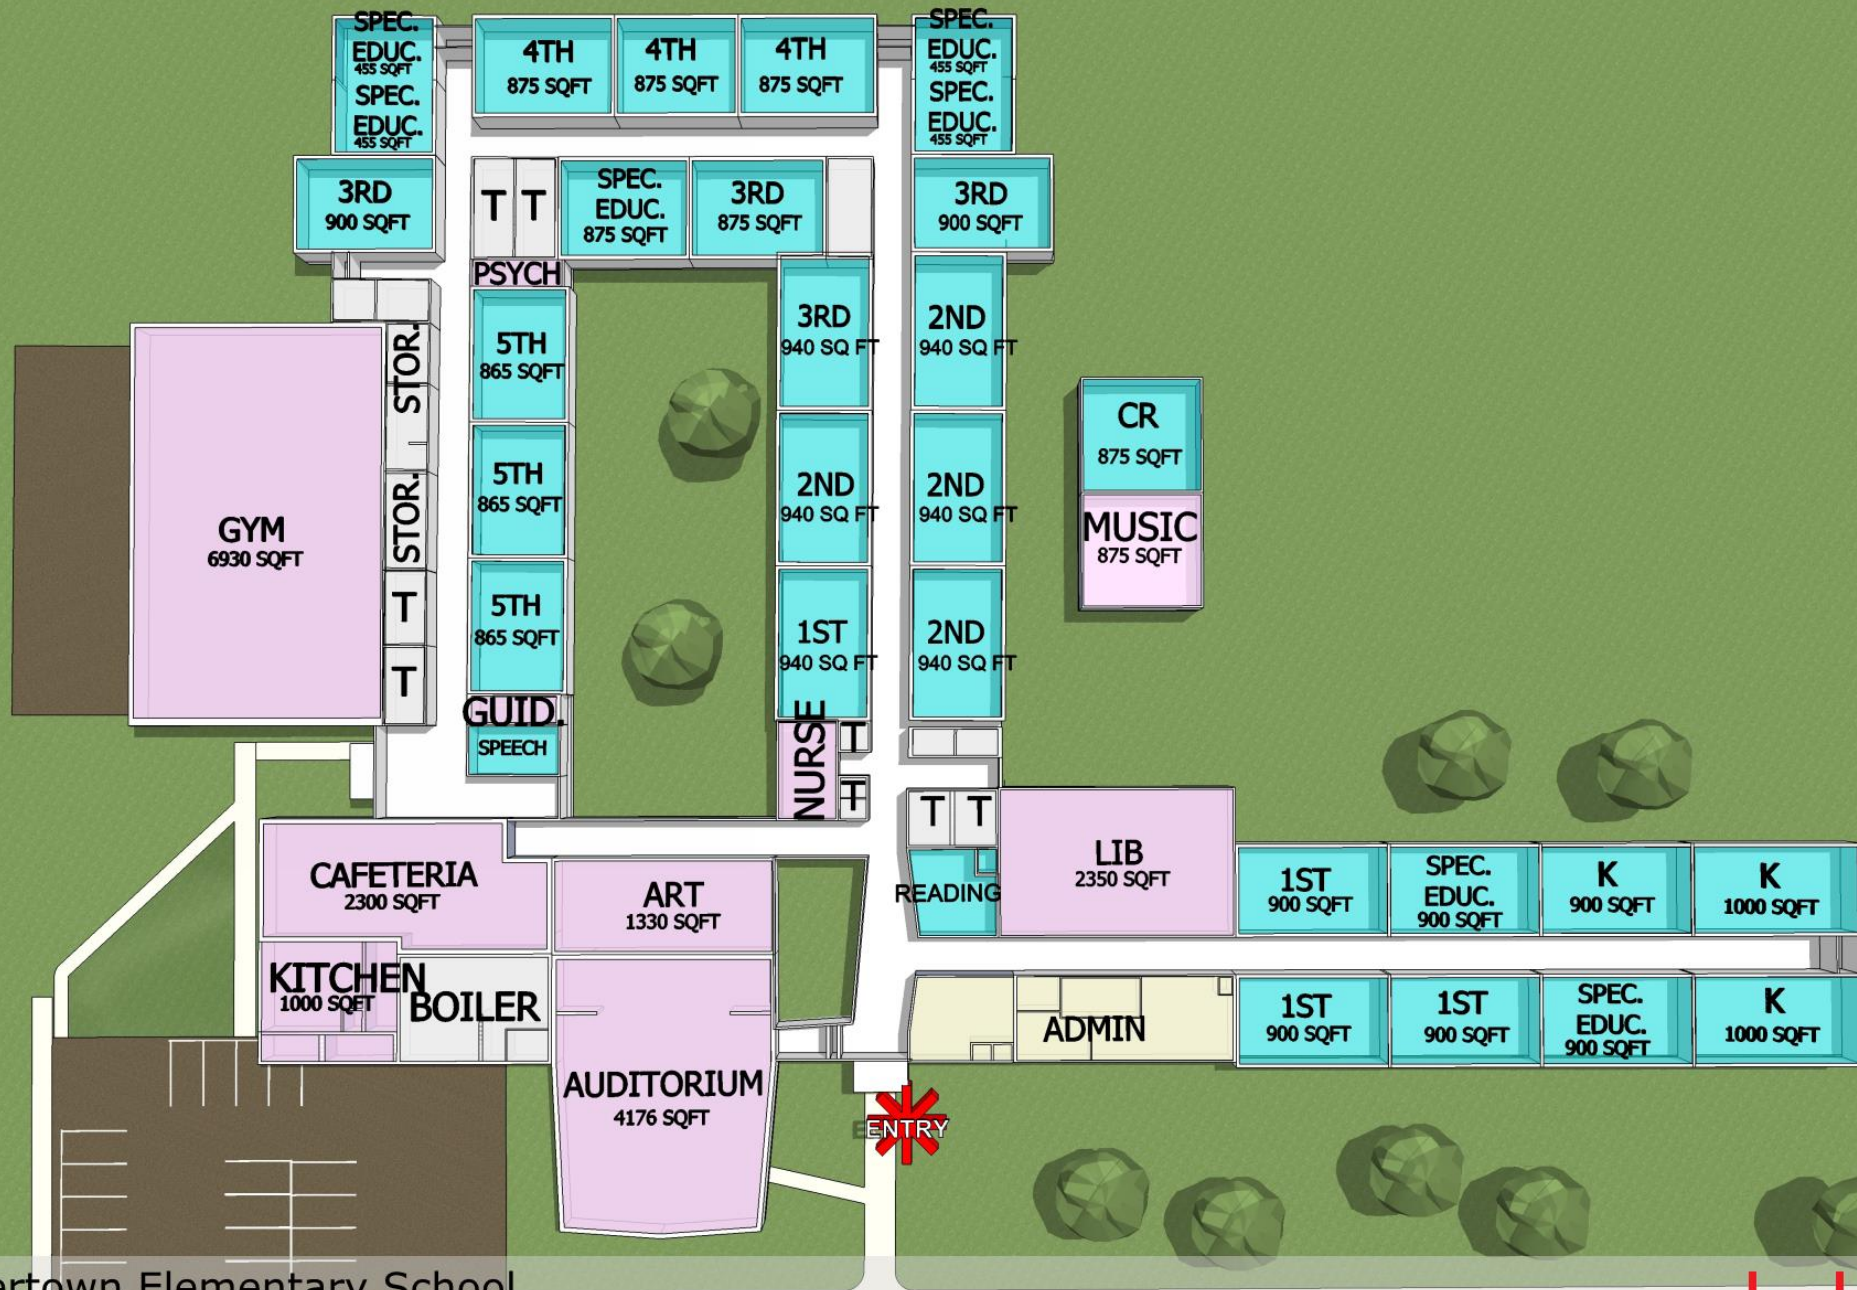 SPEC.
EDUC.
455 SQFT
SPEC.
EDUC.
455 SQFT
4TH
875 SQFT
4TH
875 SQFT
4TH
875 SQFT
SPEC.
EDUC.
455 SQFT
SPEC.
EDUC.
455 SQFT
3RD
900 SQFT
T
T
SPEC.
EDUC.
875 SQFT
3RD
875 SQFT
3RD
900 SQFT
PSYCH
5TH
865 SQFT
5TH
865 SQFT
5TH
865 SQFT
GUID.
SPEECH
STOR.
STOR.
T
T
GYM
6930 SQFT
3RD
940 SQ FT
2ND
940 SQ FT
1ST
940 SQ FT
NURSE
T
T
2ND
940 SQ FT
2ND
940 SQ FT
2ND
940 SQ FT
CR
875 SQFT
MUSIC
875 SQFT
T
T
READING
LIB
2350 SQFT
1ST
900 SQFT
SPEC.
EDUC.
900 SQFT
K
900 SQFT
K
1000 SQFT
CAFETERIA
2300 SQFT
ART
1330 SQFT
KITCHEN
1000 SQFT
BOILER
AUDITORIUM
4176 SQFT
ADMIN
1ST
900 SQFT
1ST
900 SQFT
SPEC.
EDUC.
900 SQFT
K
1000 SQFT
ENTRY
ertown Elementary School